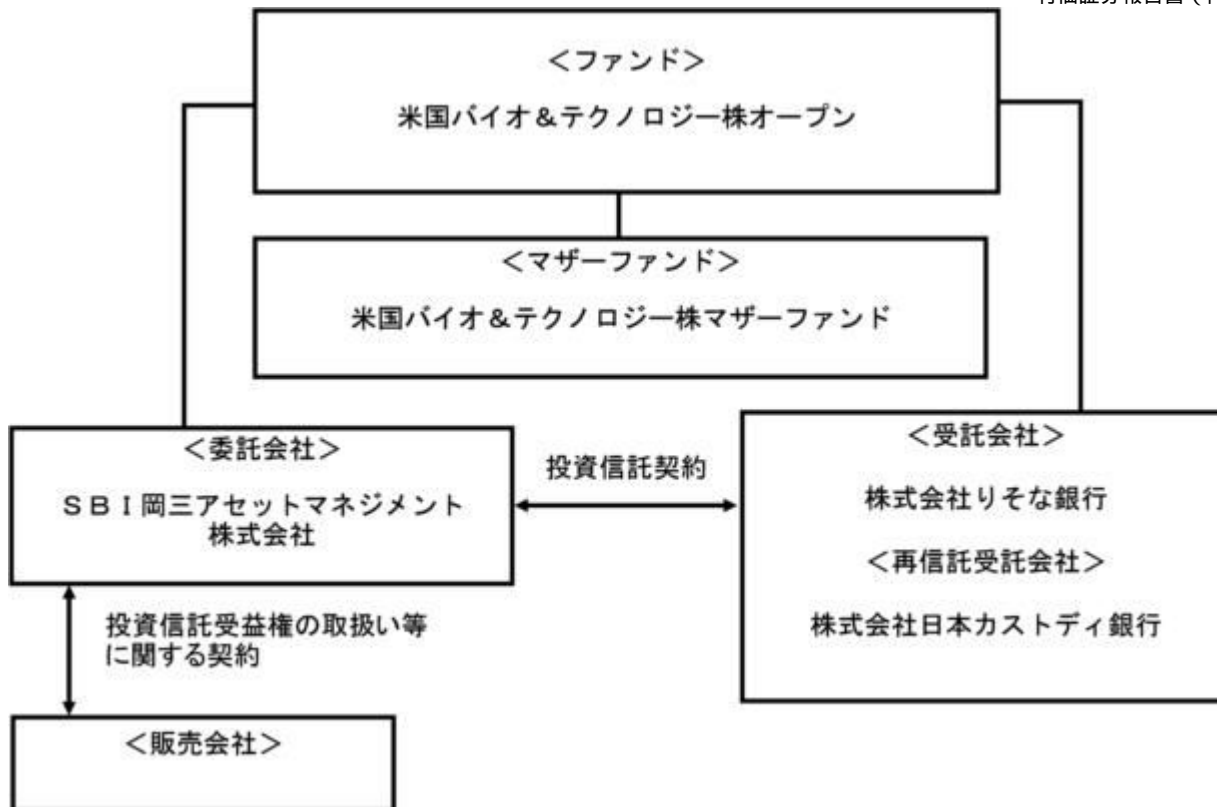 ＜ファンド＞
米国バイオ＆テクノロジー株オープン
＜マザーファンド＞
米国バイオ＆テクノロジー株マザーファンド
＜委託会社＞
ＳＢＩ岡三アセットマネジメント
株式会社
投資信託契約
＜受託会社＞
株式会社りそな銀行
＜再信託受託会社＞
株式会社日本カストディ銀行
投資信託受益権の取扱い等
に関する契約
＜販売会社＞